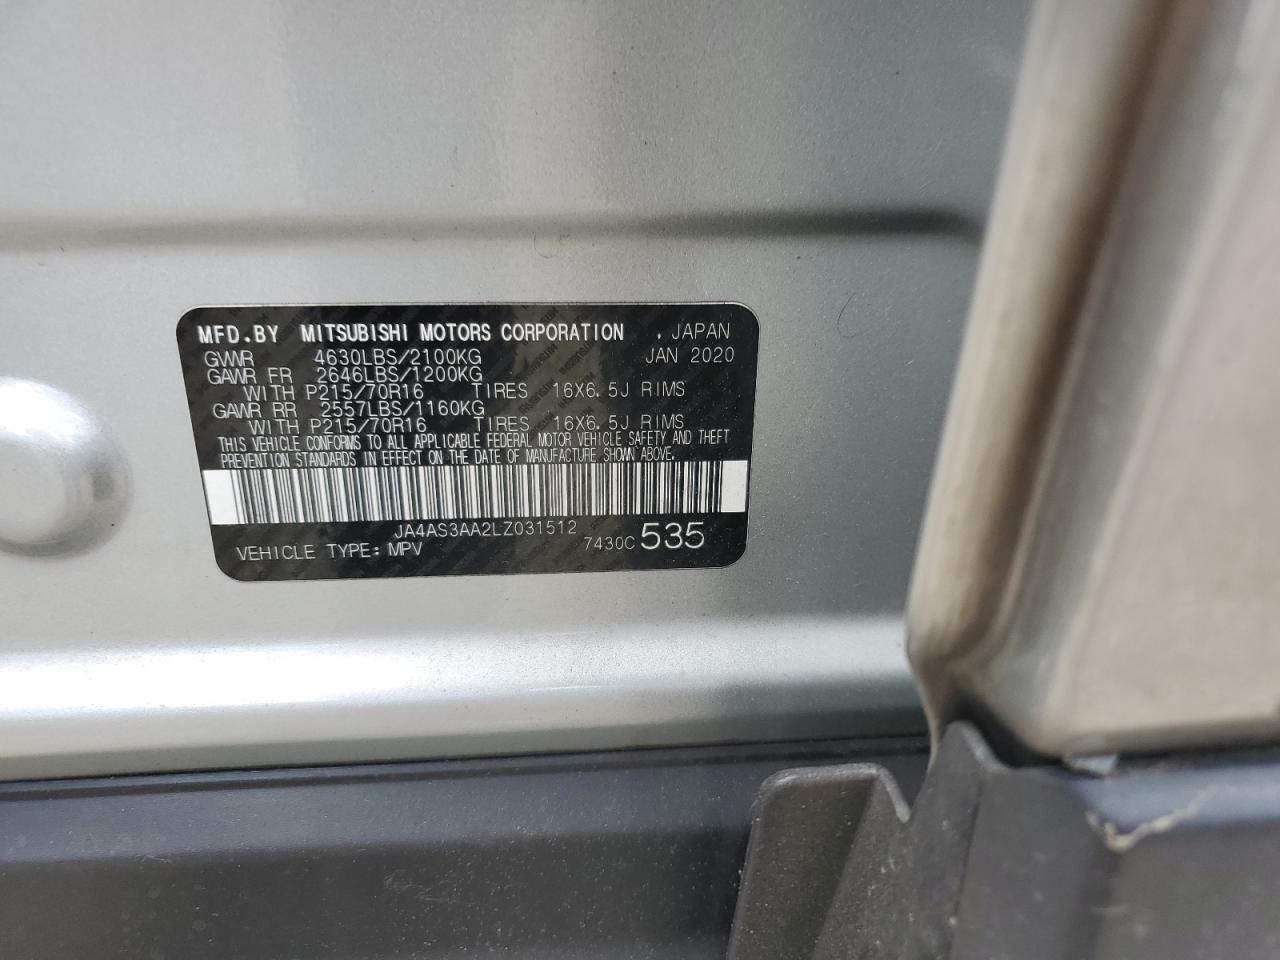 MFD.BY MITSUBISHI MOTORS CORPORATION , JAPAN
GVWR 4630LBS/2100KG JAN 2020
GAWR FR 2646LBS/1200KG
WITH P215/70R16 TIRES 16X6.5J RIMS
GAWR RR 2557LBS/1160KG
WITH P215/70R16 TIRES 16X6.5J RIMS
THIS VEHICLE CONFORMS TO ALL APPLICABLE FEDERAL MOTOR VEHICLE SAFETY AND THEFT
PREVENTION STANDARDS IN EFFECT ON THE DATE OF MANUFACTURE SHOWN ABOVE.
JA4AS3AA2LZ031512
VEHICLE TYPE: MPV 7430C 535